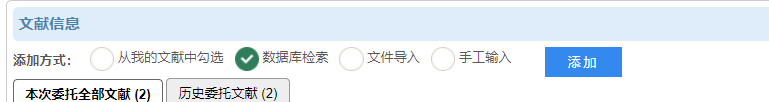 文献信息
添加方式： 从我的文献中勾选 数据库检索 文件导入 手工输入 添加
本次委托全部文献 (2) 历史委托文献 (2)